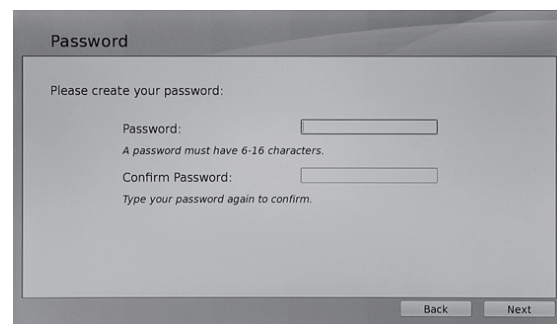 Password
Please create your password:
Password:
A password must have 6-16 characters.
Confirm Password:
Type your password again to confirm.
Back Next